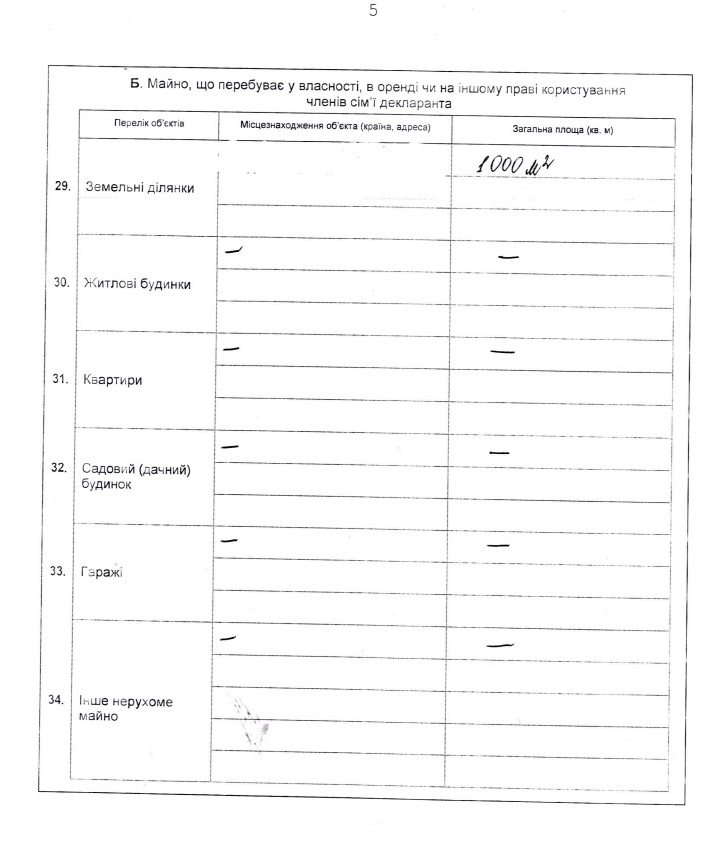 5
Б. Майно, що перебуває у власності, в оренді чи на іншому праві користування
членів сім'ї декларанта
Перелік об'єктів
Місцезнаходження об'єкта (країна, адреса)
Загальна площа (кв. м)
29. Земельні ділянки
1000 м²
30. Житлові будинки
—
—
31. Квартири
—
—
32. Садовий (дачний)
будинок
—
—
33. Гаражі
—
—
34. Інше нерухоме
майно
—
—